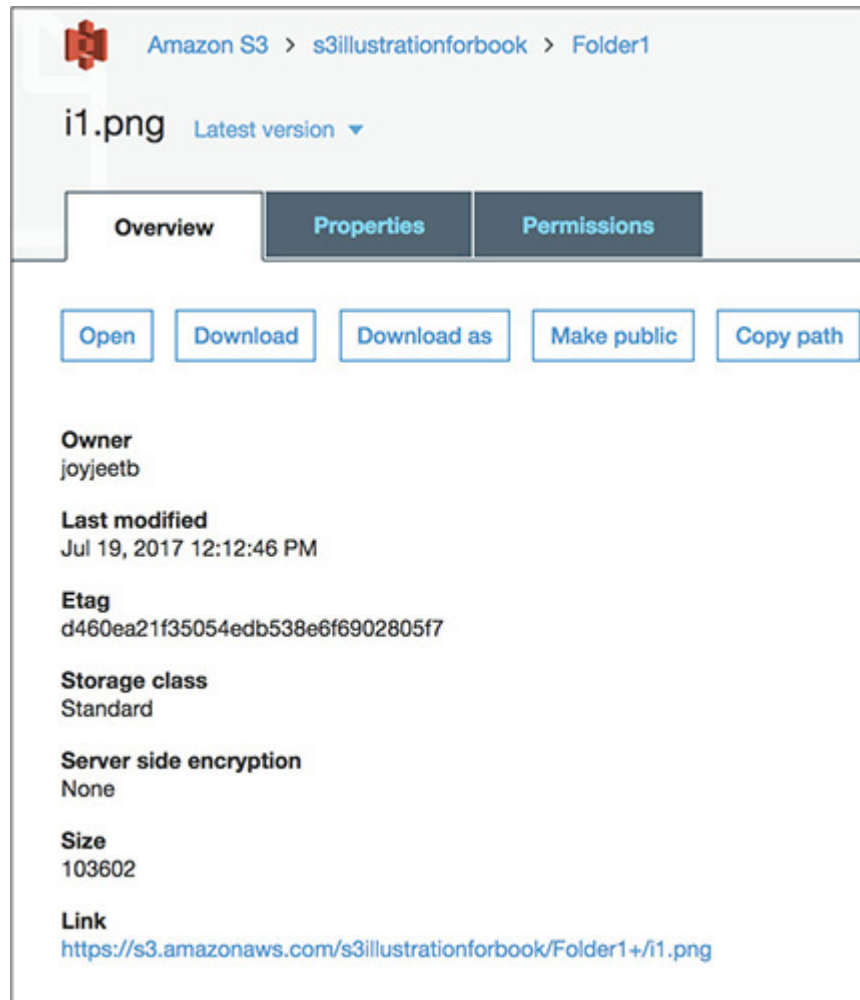 Amazon S3 > s3illustrationforbook > Folder1
i1.png Latest version
Overview Properties Permissions
Open Download Download as Make public Copy path
Owner
joyjeetb
Last modified
Jul 19, 2017 12:12:46 PM
Etag
d460ea21f35054edb538e6f6902805f7
Storage class
Standard
Server side encryption
None
Size
103602
Link
https://s3.amazonaws.com/s3illustrationforbook/Folder1+/i1.png